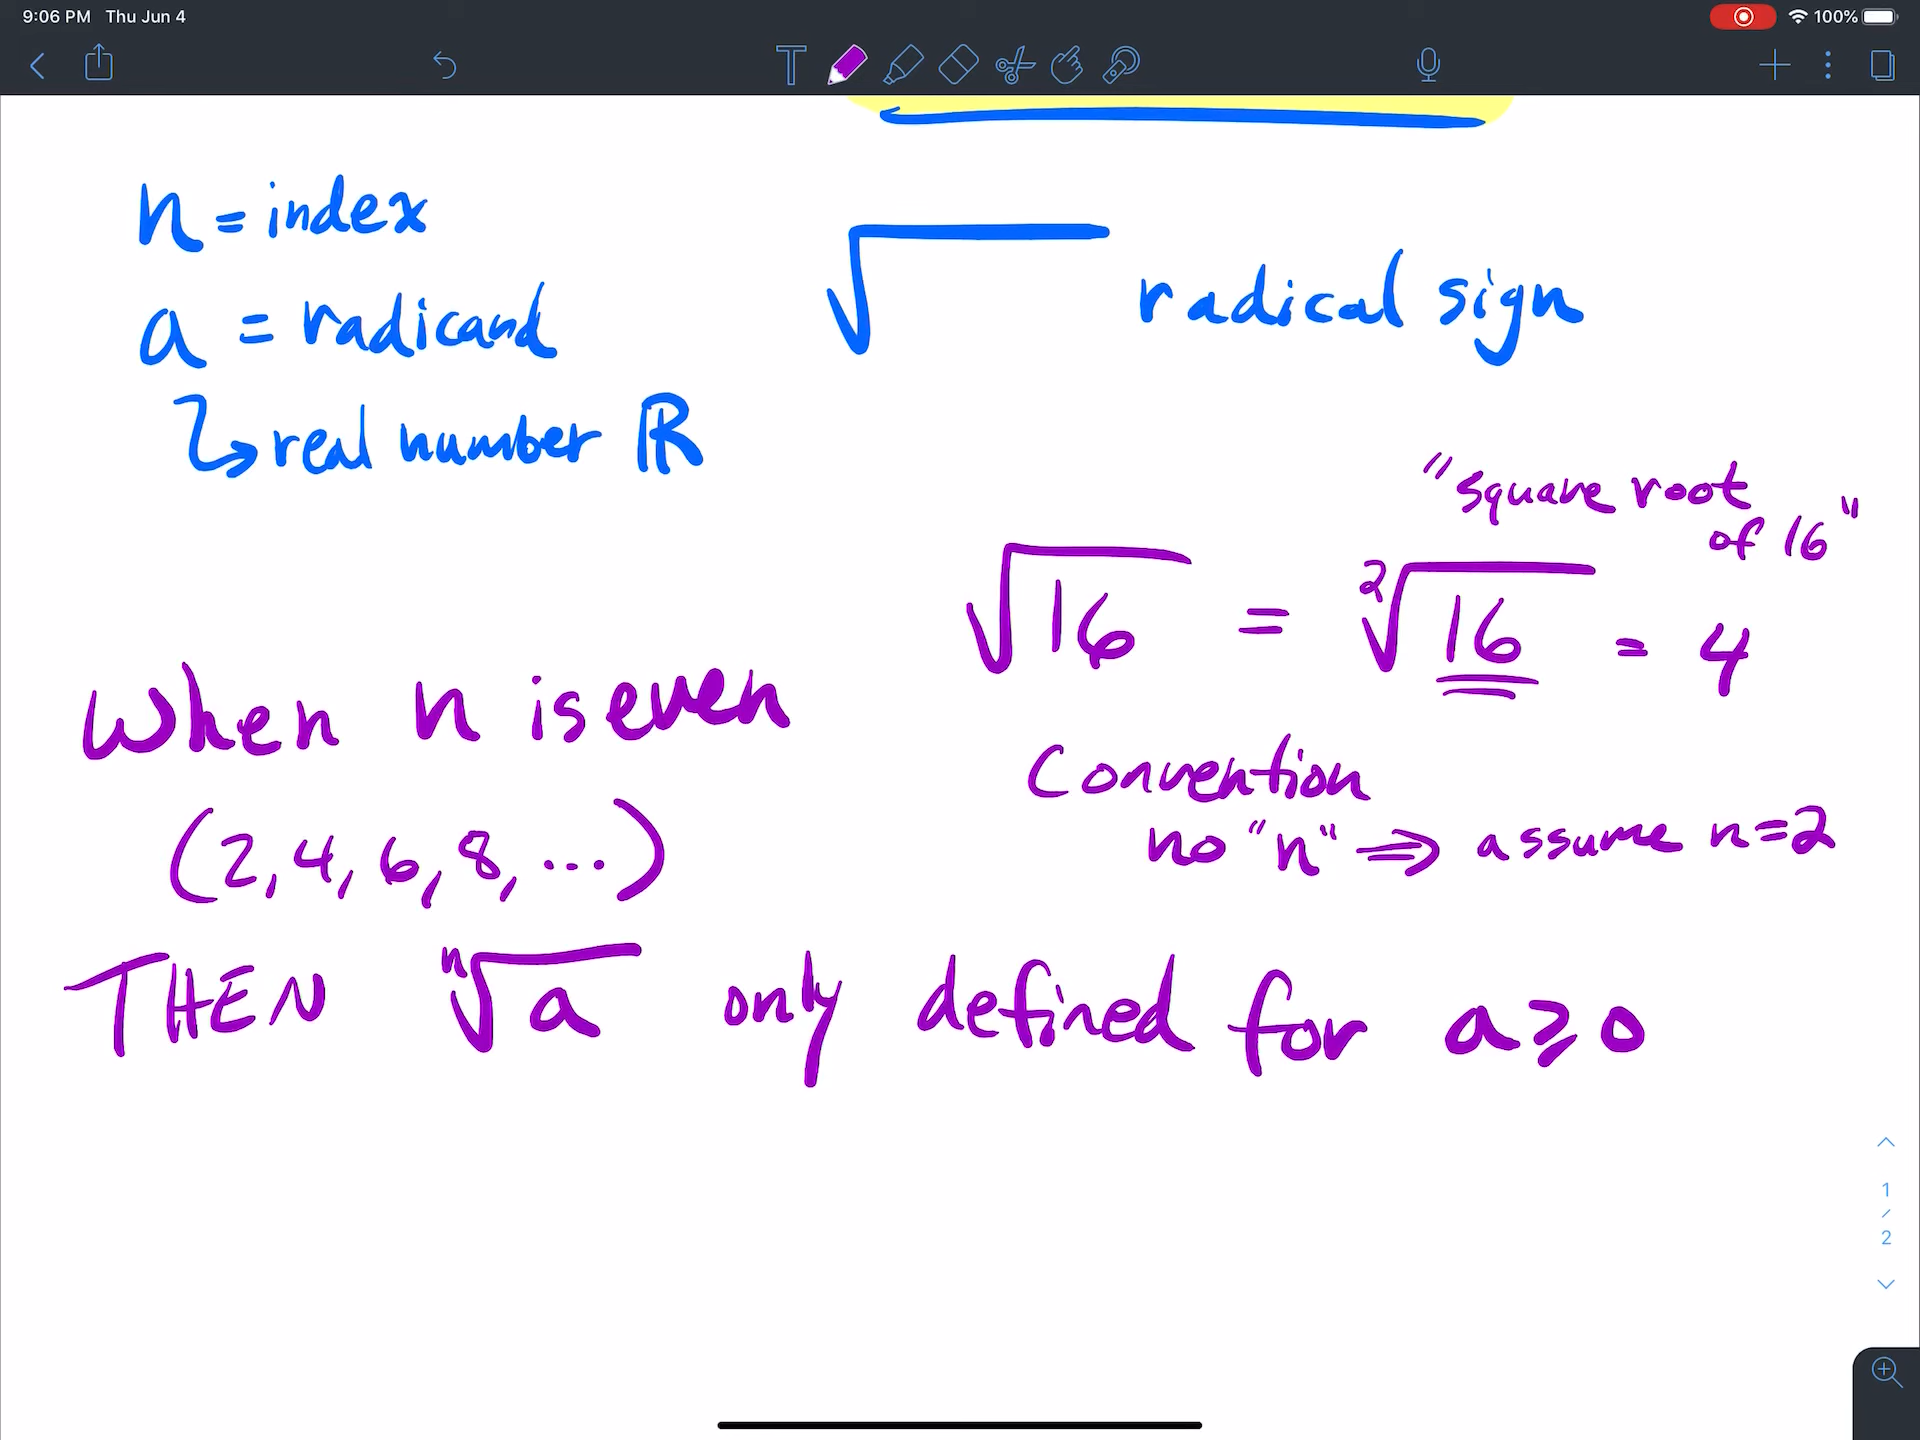 9:06 PM Thu Jun 4
100%
n = index
a = radicand
↳ real number ℝ
√ radical sign
"square root
of 16"
√16 = ²√16 = 4
Convention
no "n" ⇒ assume n=2
When n is even
(2, 4, 6, 8, ...)
THEN ⁿ√a only defined for a ≥ 0
1
/
2